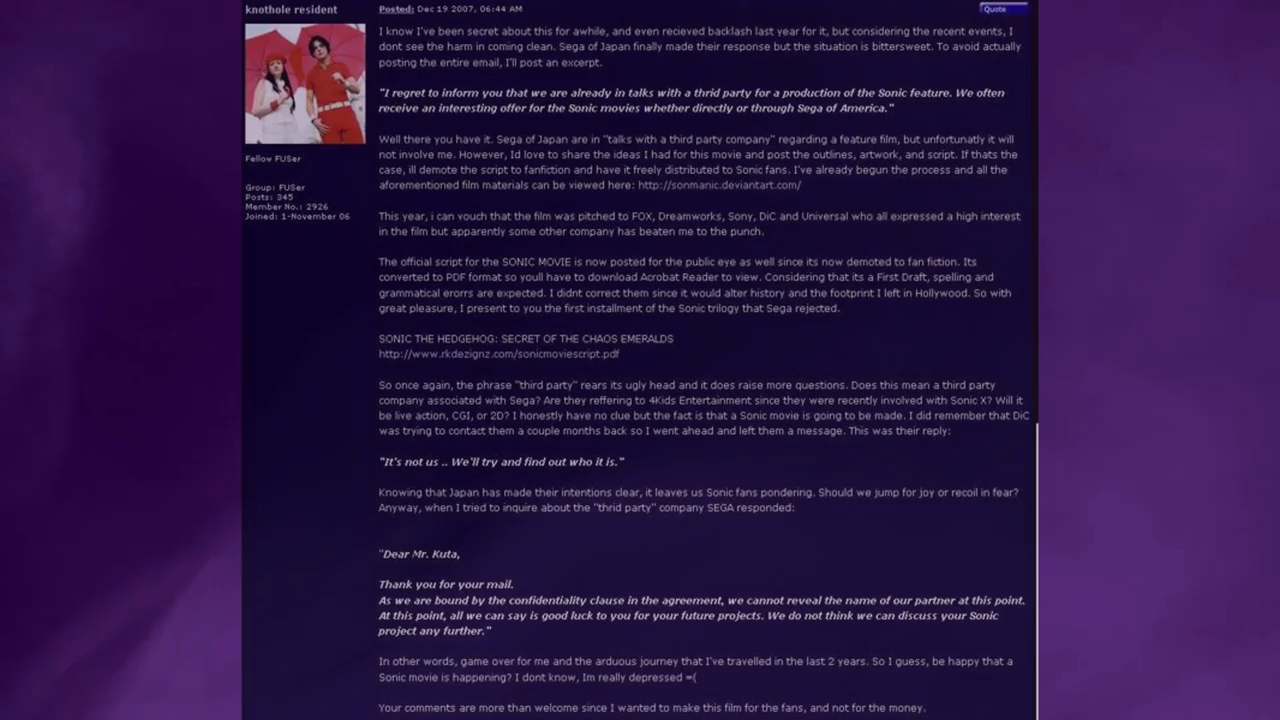 knothole resident
Posted: Dec 19 2007, 06:44 AM
Quote
I know I've been secret about this for awhile, and even recieved backlash last year for it, but considering the recent events, I
dont see the harm in coming clean. Sega of Japan finally made their response but the situation is bittersweet. To avoid actually
posting the entire email, I'll post an excerpt.
"I regret to inform you that we are already in talks with a thrid party for a production of the Sonic feature. We often
receive an interesting offer for the Sonic movies whether directly or through Sega of America."
Well there you have it. Sega of Japan are in "talks with a third party company" regarding a feature film, but unfortunatly it will
not involve me. However, Id love to share the ideas I had for this movie and post the outlines, artwork, and script. If thats the
case, ill demote the script to fanfiction and have it freely distributed to Sonic fans. I've already begun the process and all the
aforementioned film materials can be viewed here: http://sonmanic.deviantart.com/
Fellow FUSer
Group: FUSer
Posts: 345
Member No.: 2926
Joined: 1-November 06
This year, i can vouch that the film was pitched to FOX, Dreamworks, Sony, DiC and Universal who all expressed a high interest
in the film but apparently some other company has beaten me to the punch.
The official script for the SONIC MOVIE is now posted for the public eye as well since its now demoted to fan fiction. Its
converted to PDF format so youll have to download Acrobat Reader to view. Considering that its a First Draft, spelling and
grammatical erorrs are expected. I didnt correct them since it would alter history and the footprint I left in Hollywood. So with
great pleasure, I present to you the first installment of the Sonic trilogy that Sega rejected.
SONIC THE HEDGEHOG: SECRET OF THE CHAOS EMERALDS
http://www.rkdezignz.com/sonicmoviescript.pdf
So once again, the phrase "third party" rears its ugly head and it does raise more questions. Does this mean a third party
company associated with Sega? Are they reffering to 4Kids Entertainment since they were recently involved with Sonic X? Will it
be live action, CGI, or 2D? I honestly have no clue but the fact is that a Sonic movie is going to be made. I did remember that DiC
was trying to contact them a couple months back so I went ahead and left them a message. This was their reply:
"It's not us .. We'll try and find out who it is."
Knowing that Japan has made their intentions clear, it leaves us Sonic fans pondering. Should we jump for joy or recoil in fear?
Anyway, when I tried to inquire about the "thrid party" company SEGA responded:
"Dear Mr. Kuta,
Thank you for your mail.
As we are bound by the confidentiality clause in the agreement, we cannot reveal the name of our partner at this point.
At this point, all we can say is good luck to you for your future projects. We do not think we can discuss your Sonic
project any further."
In other words, game over for me and the arduous journey that I've travelled in the last 2 years. So I guess, be happy that a
Sonic movie is happening? I dont know, Im really depressed =(
Your comments are more than welcome since I wanted to make this film for the fans, and not for the money.